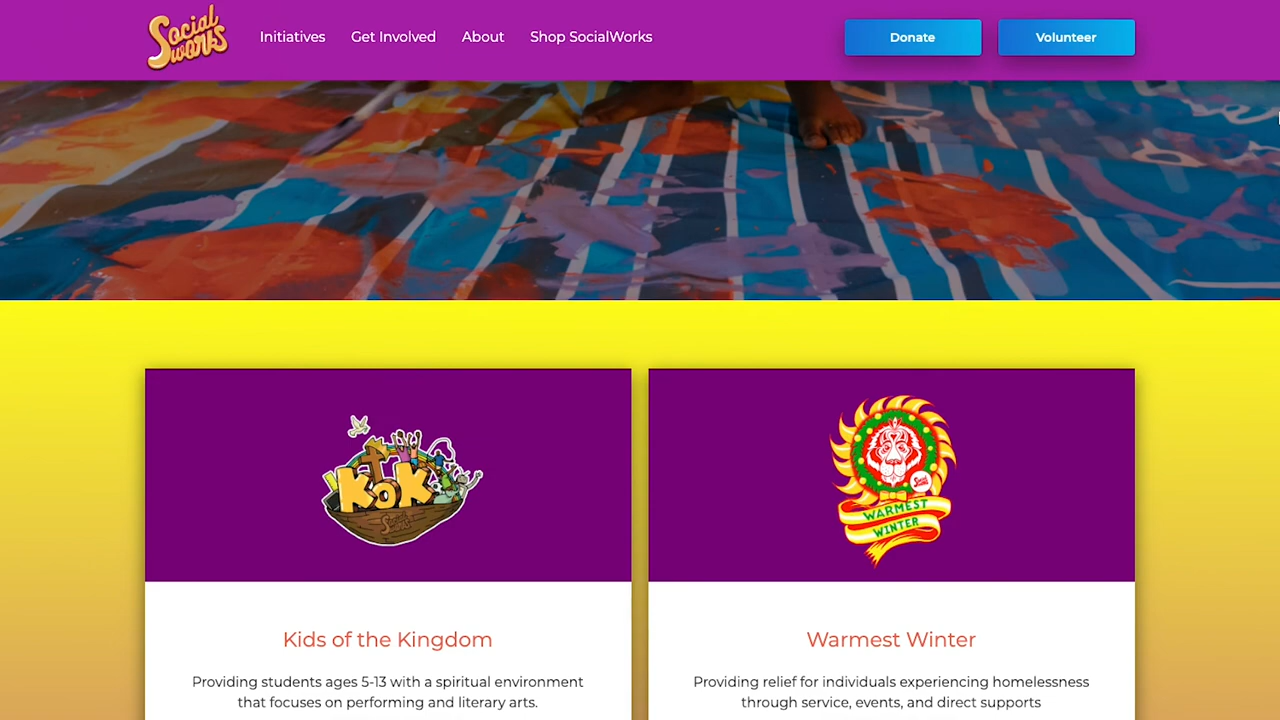 Social
Works
Initiatives
Get Involved
About
Shop SocialWorks
Donate
Volunteer
KOK
Social
Works
WARMEST
WINTER
Kids of the Kingdom
Providing students ages 5-13 with a spiritual environment
that focuses on performing and literary arts.
Warmest Winter
Providing relief for individuals experiencing homelessness
through service, events, and direct supports